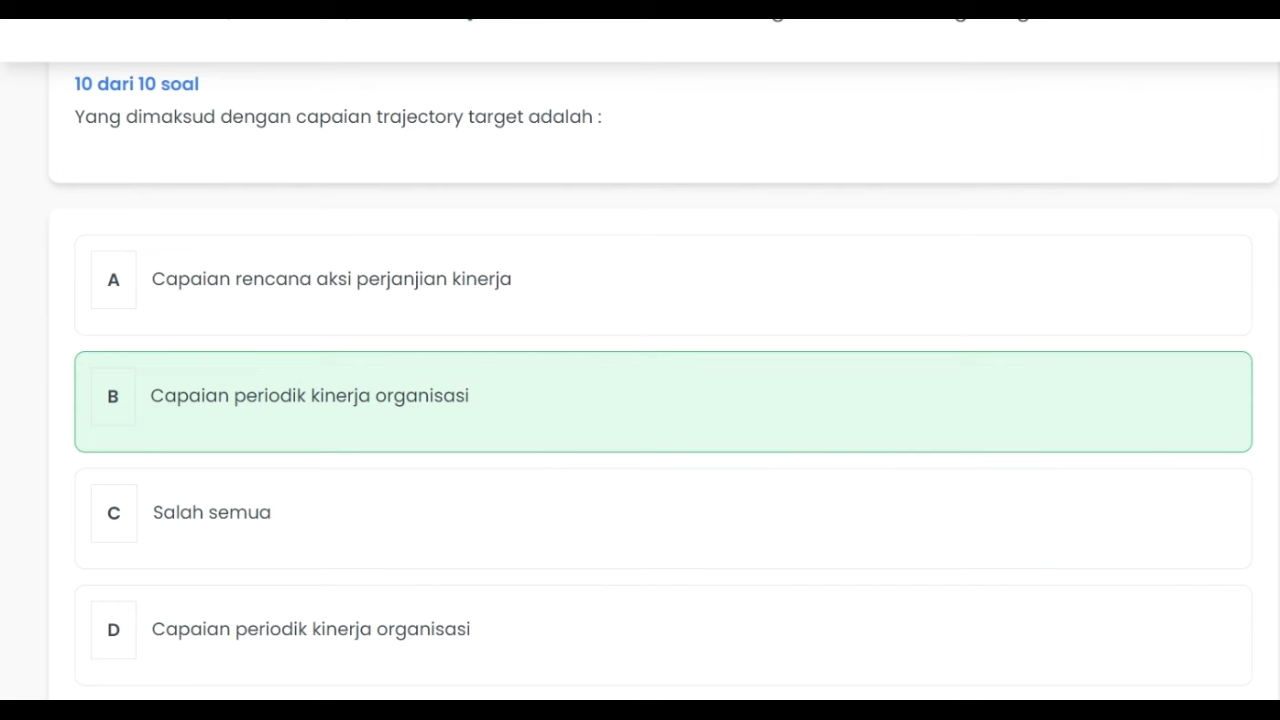 10 dari 10 soal
Yang dimaksud dengan capaian trajectory target adalah :
A Capaian rencana aksi perjanjian kinerja
B Capaian periodik kinerja organisasi
C Salah semua
D Capaian periodik kinerja organisasi